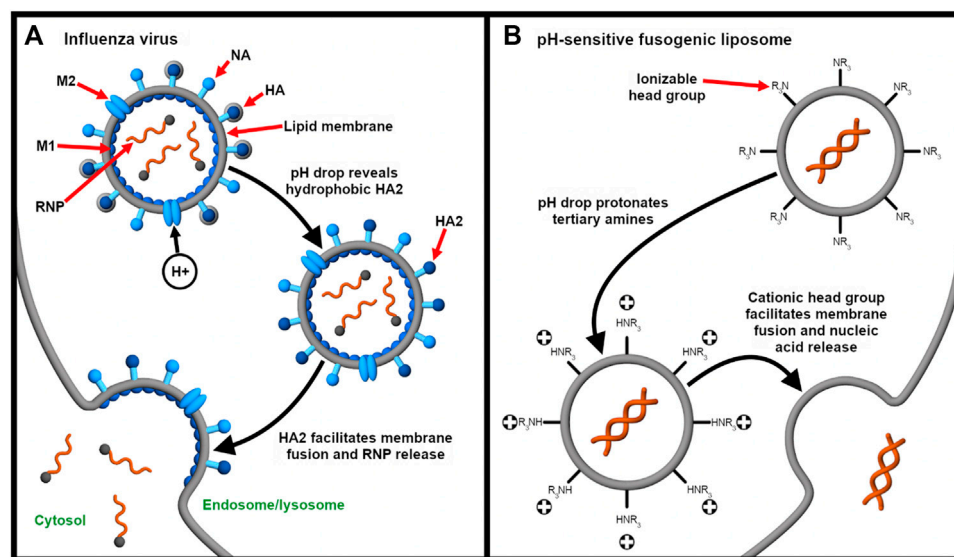 A
Influenza virus
M2
NA
HA
Lipid membrane
M1
RNP
pH drop reveals
hydrophobic HA2
H+
HA2
HA2 facilitates membrane
fusion and RNP release
Cytosol
Endosome/lysosome
B
pH-sensitive fusogenic liposome
Ionizable
head group
NR₃
R₃N
NR₃
R₃N
NR₃
R₃N
NR₃
NR₃
pH drop protonates
tertiary amines
Cationic head group
facilitates membrane
fusion and nucleic
acid release
+
HNR₃
+
HNR₃
+
HNR₃
+
R₃NH
HNR₃
+
R₃NH
+
HNR₃
+
HNR₃
+